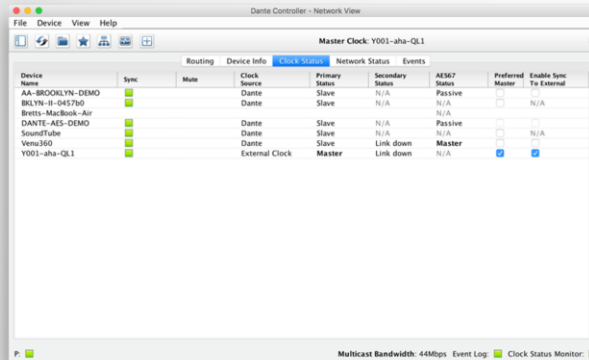 Dante Controller - Network View
File Device View Help
Master Clock: Y001-aha-QL1
Routing Device Info Clock Status Network Status Events
Device Name Sync Mute Clock Source Primary Status Secondary Status AES67 Status Preferred Master Enable Sync To External
AA-BROOKLYN-DEMO Dante Slave N/A Passive
BKLYN-II-0457b0 Dante Slave N/A N/A N/A
Bretts-MacBook-Air N/A
DANTE-AES-DEMO Dante Slave N/A Passive
SoundTube Dante Slave N/A N/A N/A
Venu360 Dante Slave Link down Master
Y001-aha-QL1 External Clock Master Link down N/A
P: Multicast Bandwidth: 44Mbps Event Log: Clock Status Monitor: